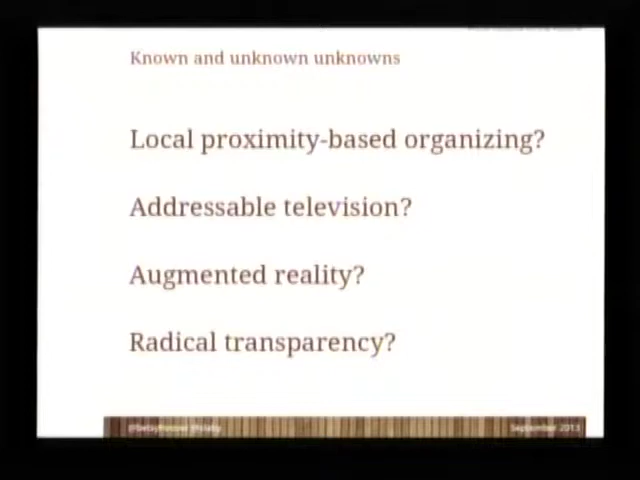 Known and unknown unknowns
Local proximity-based organizing?
Addressable television?
Augmented reality?
Radical transparency?
September 2013